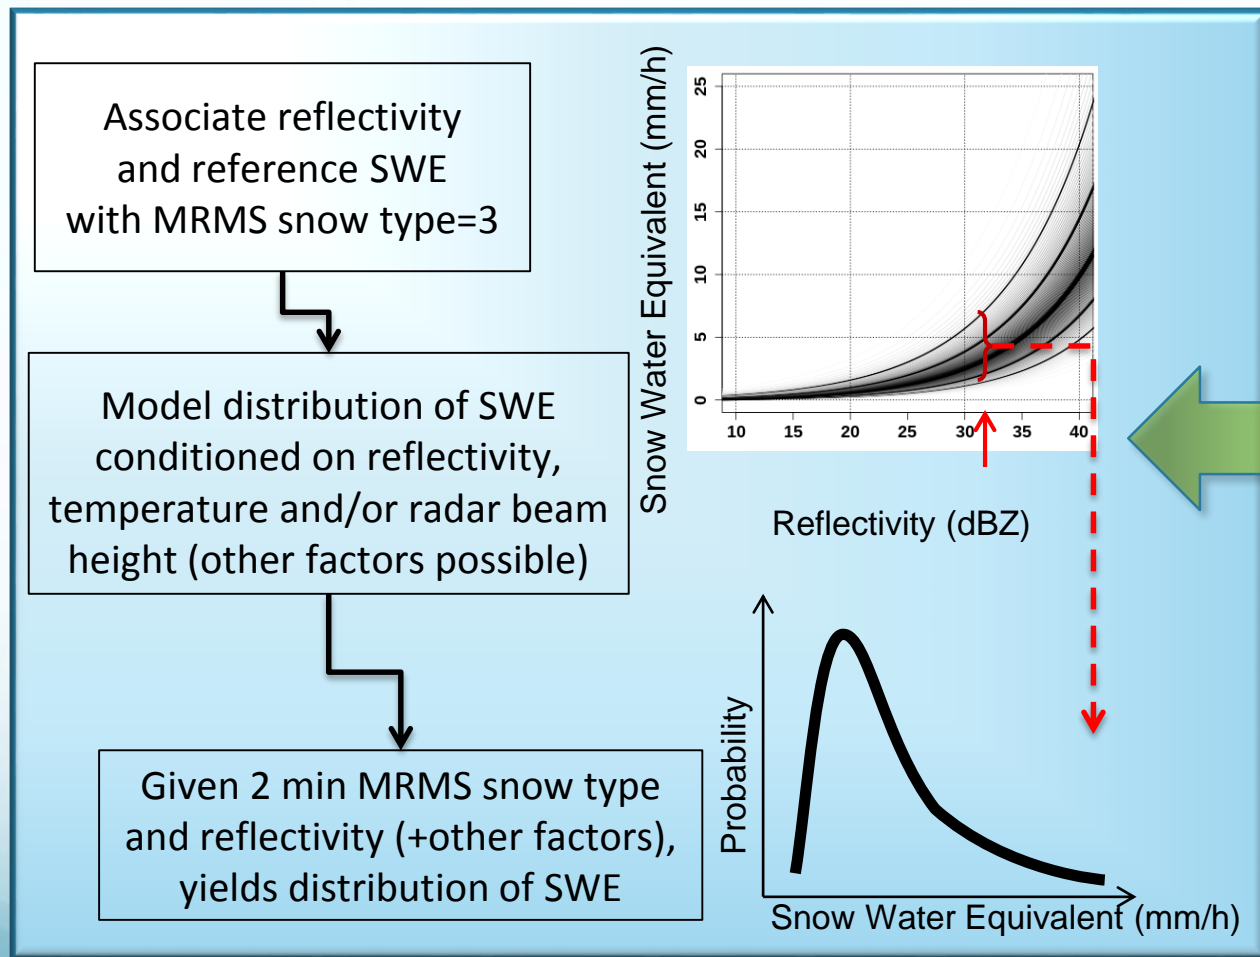 Associate reflectivity
and reference SWE
with MRMS snow type=3
Model distribution of SWE
conditioned on reflectivity,
temperature and/or radar beam
height (other factors possible)
Given 2 min MRMS snow type
and reflectivity (+other factors),
yields distribution of SWE
Snow Water Equivalent (mm/h)
25
20
15
10
5
0
10 15 20 25 30 35 40
Reflectivity (dBZ)
Probability
Snow Water Equivalent (mm/h)